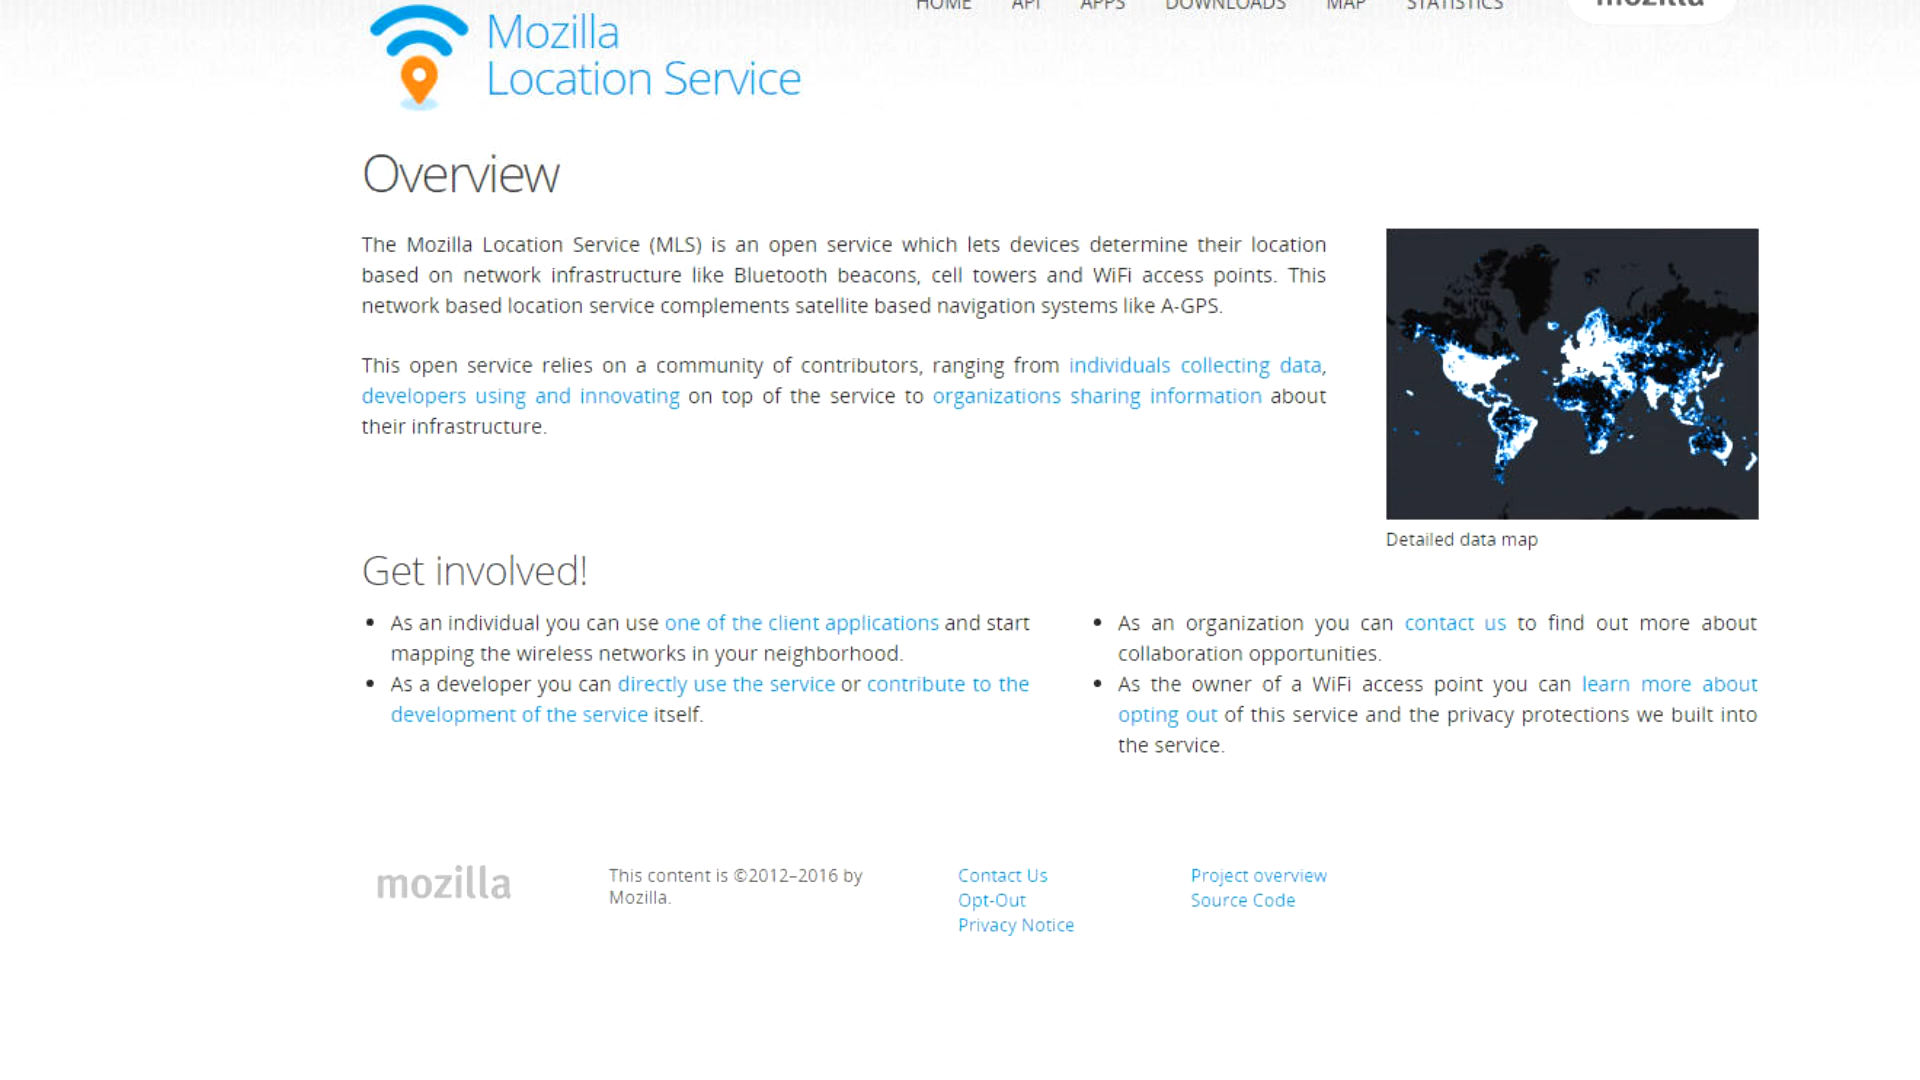 HOME API APPS DOWNLOADS MAP STATISTICS mozilla
Mozilla
Location Service
Overview
The Mozilla Location Service (MLS) is an open service which lets devices determine their location
based on network infrastructure like Bluetooth beacons, cell towers and WiFi access points. This
network based location service complements satellite based navigation systems like A-GPS.
This open service relies on a community of contributors, ranging from individuals collecting data,
developers using and innovating on top of the service to organizations sharing information about
their infrastructure.
Detailed data map
Get involved!
As an individual you can use one of the client applications and start
mapping the wireless networks in your neighborhood.
As a developer you can directly use the service or contribute to the
development of the service itself.
As an organization you can contact us to find out more about
collaboration opportunities.
As the owner of a WiFi access point you can learn more about
opting out of this service and the privacy protections we built into
the service.
mozilla
This content is ©2012–2016 by
Mozilla.
Contact Us
Opt-Out
Privacy Notice
Project overview
Source Code